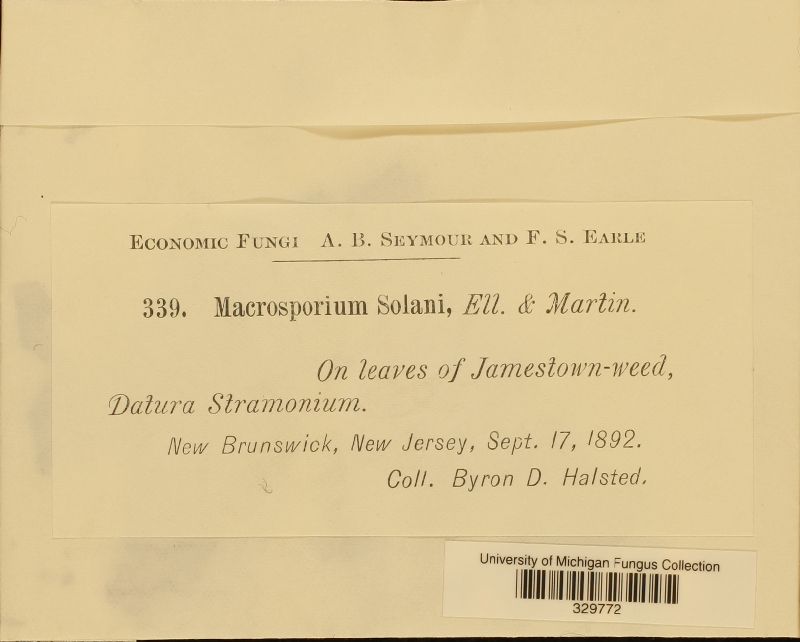 Economic Fungi A. B. Seymour and F. S. Earle
339. Macrosporium Solani, Ell. & Martin.
On leaves of Jamestown-weed,
Datura Stramonium.
New Brunswick, New Jersey, Sept. 17, 1892.
Coll. Byron D. Halsted.
University of Michigan Fungus Collection
329772